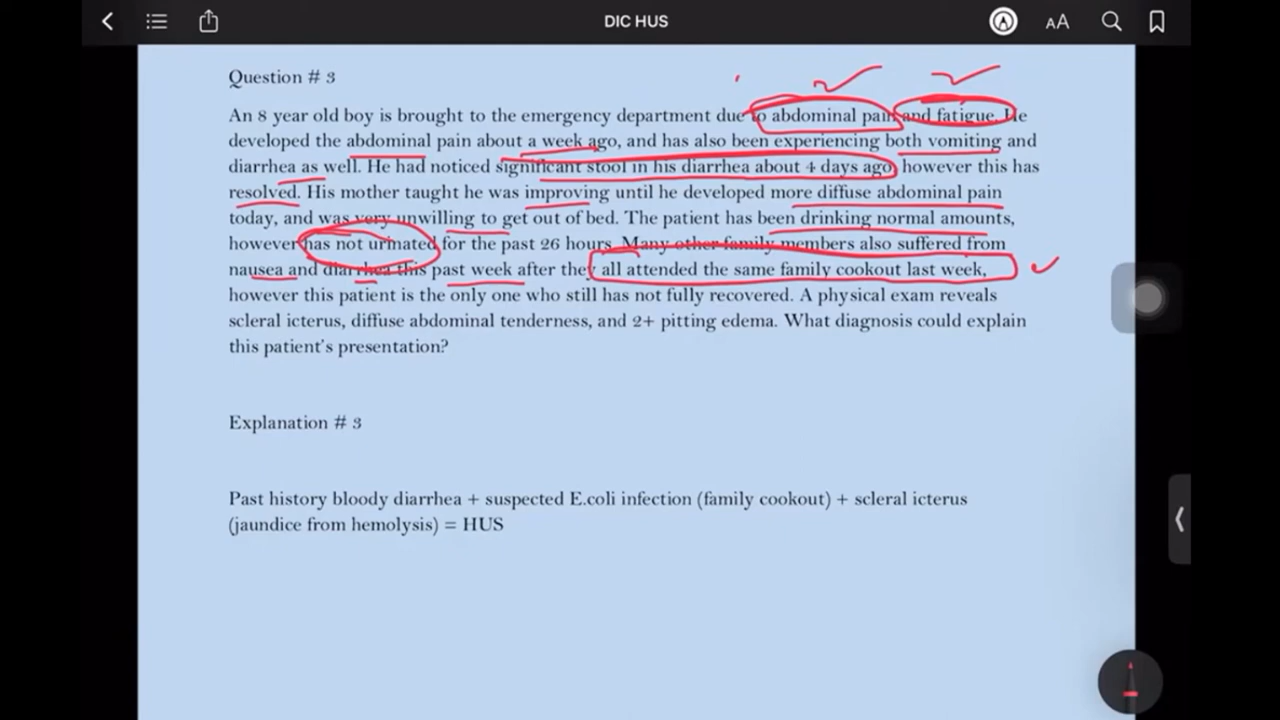 DIC HUS
AA
Question # 3
An 8 year old boy is brought to the emergency department due to abdominal pain and fatigue. He
developed the abdominal pain about a week ago, and has also been experiencing both vomiting and
diarrhea as well. He had noticed significant stool in his diarrhea about 4 days ago, however this has
resolved. His mother taught he was improving until he developed more diffuse abdominal pain
today, and was very unwilling to get out of bed. The patient has been drinking normal amounts,
however has not urinated for the past 26 hours. Many other family members also suffered from
nausea and diarrhea this past week after they all attended the same family cookout last week,
however this patient is the only one who still has not fully recovered. A physical exam reveals
scleral icterus, diffuse abdominal tenderness, and 2+ pitting edema. What diagnosis could explain
this patient's presentation?
Explanation # 3
Past history bloody diarrhea + suspected E.coli infection (family cookout) + scleral icterus
(jaundice from hemolysis) = HUS